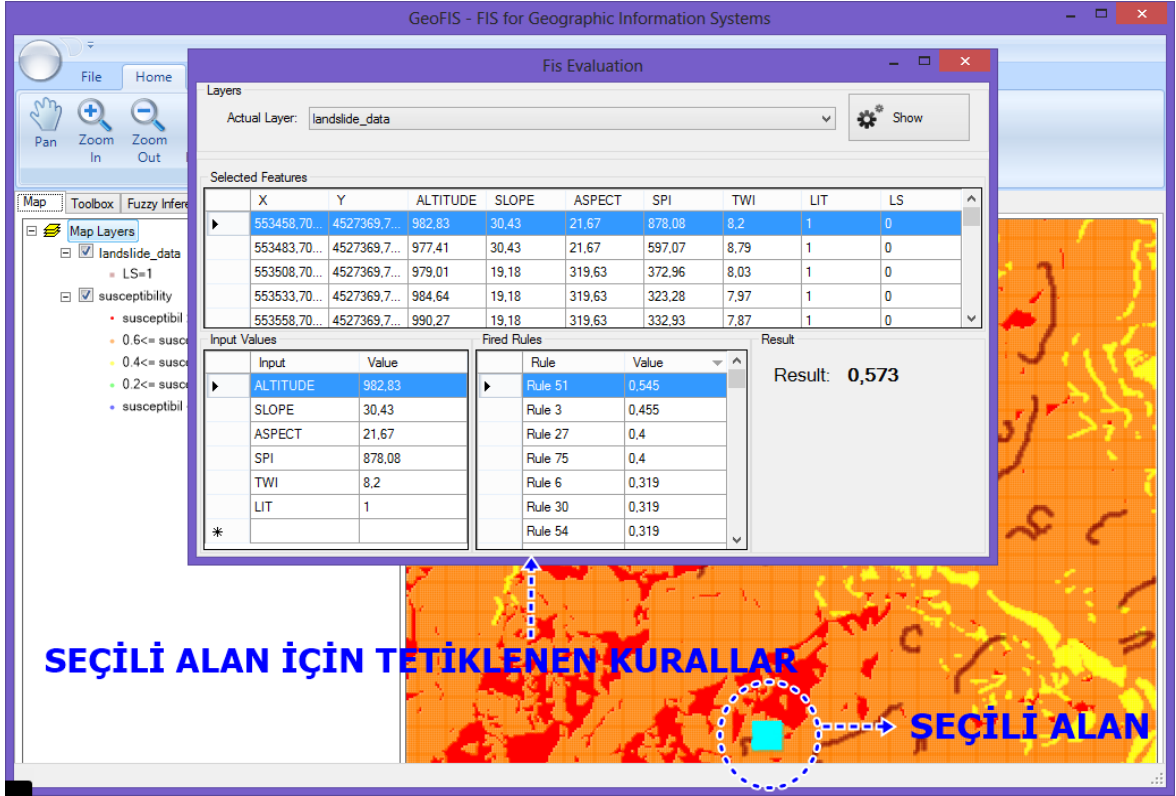 GeoFIS - FIS for Geographic Information Systems
File Home
Pan Zoom In Zoom Out
Map Toolbox Fuzzy Infere
Map Layers
landslide_data
LS=1
susceptibility
susceptibil
0.6<= susc
0.4<= susc
0.2<= susc
susceptibil
Fis Evaluation
Layers
Actual Layer: landslide_data Show
Selected Features
X Y ALTITUDE SLOPE ASPECT SPI TWI LIT LS
553458,70... 4527369,7... 982,83 30,43 21,67 878,08 8,2 1 0
553483,70... 4527369,7... 977,41 30,43 21,67 597,07 8,79 1 0
553508,70... 4527369,7... 979,01 19,18 319,63 372,96 8,03 1 0
553533,70... 4527369,7... 984,64 19,18 319,63 323,28 7,97 1 0
553558,70... 4527369,7... 990,27 19,18 319,63 332,93 7,87 1 0
Input Values
Input Value
ALTITUDE 982,83
SLOPE 30,43
ASPECT 21,67
SPI 878,08
TWI 8,2
LIT 1
Fired Rules
Rule Value
Rule 51 0,545
Rule 3 0,455
Rule 27 0,4
Rule 75 0,4
Rule 6 0,319
Rule 30 0,319
Rule 54 0,319
Result
Result: 0,573
SEÇİLİ ALAN İÇİN TETİKLENEN KURALLAR
SEÇİLİ ALAN